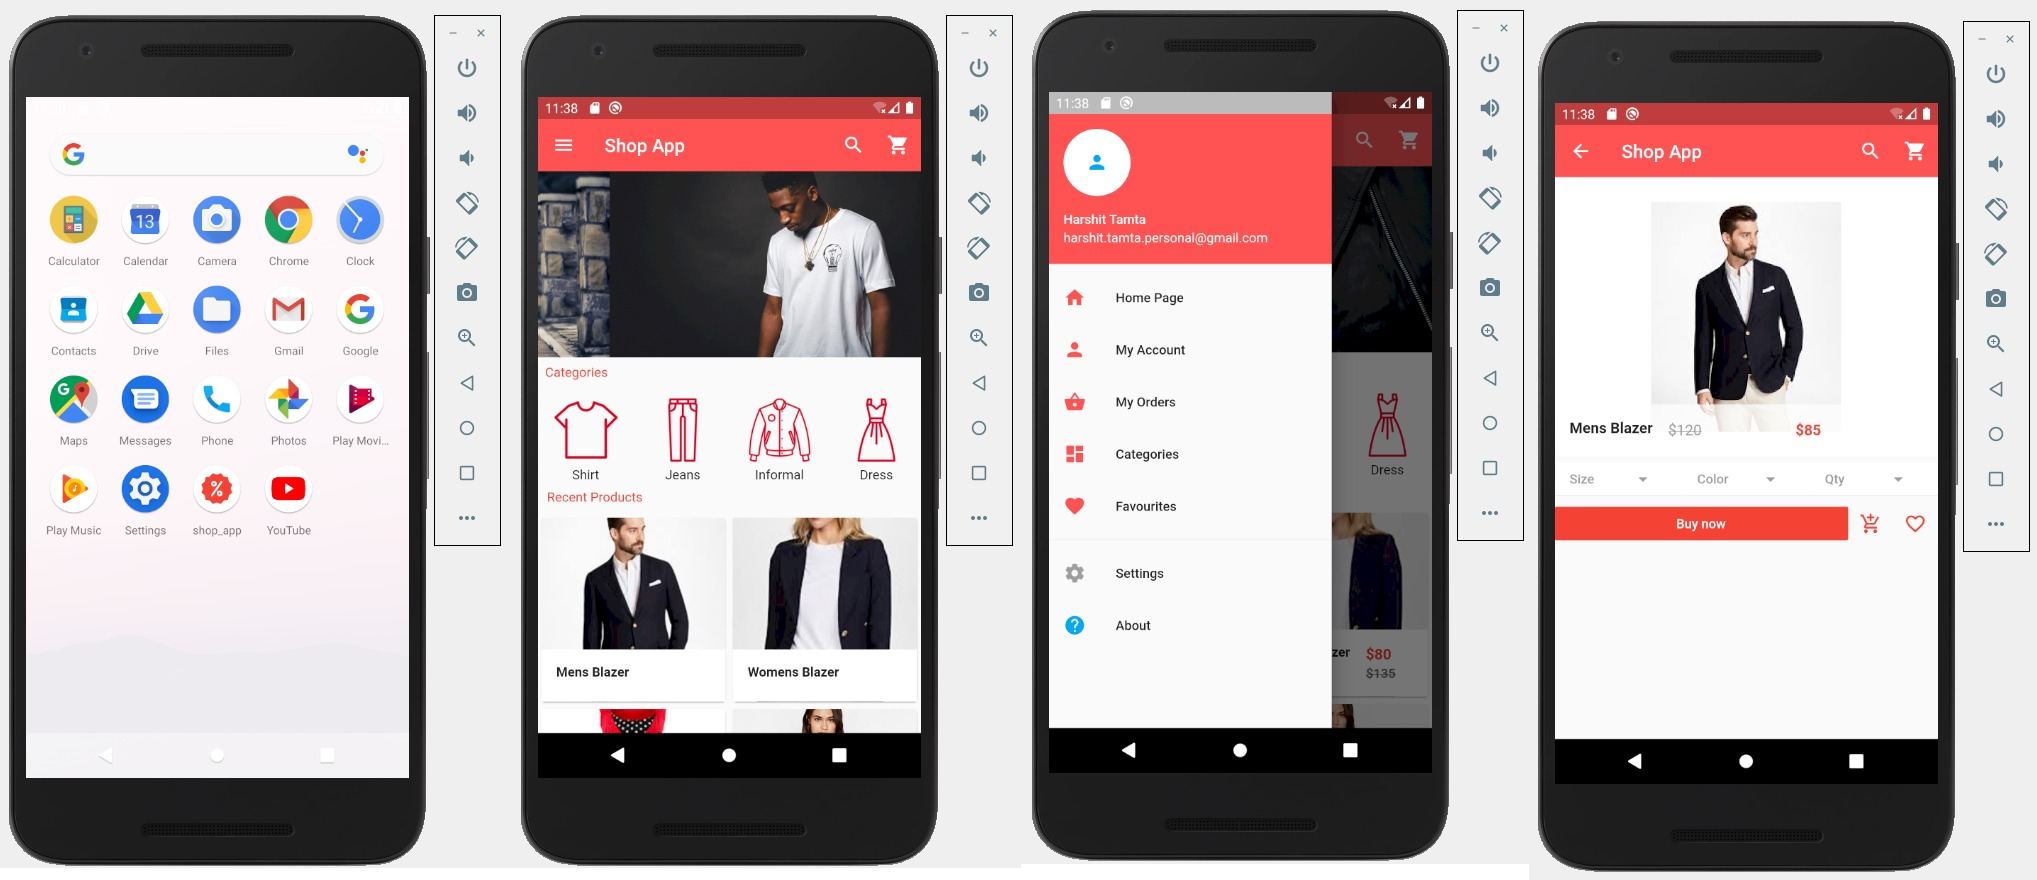 Calculator
Calendar
Camera
Chrome
Clock
13
Contacts
Drive
Files
Gmail
Google
Maps
Messages
Phone
Photos
Play Movi...
Play Music
Settings
shop_app
YouTube
11:38
Shop App
Categories
Shirt
Jeans
Informal
Dress
Recent Products
Mens Blazer
Womens Blazer
11:38
Harshit Tamta
harshit.tamta.personal@gmail.com
Home Page
My Account
My Orders
Categories
Favourites
Settings
About
Dress
zer
$80
$135
11:38
Shop App
Mens Blazer $120 $85
Size
Color
Qty
Buy now